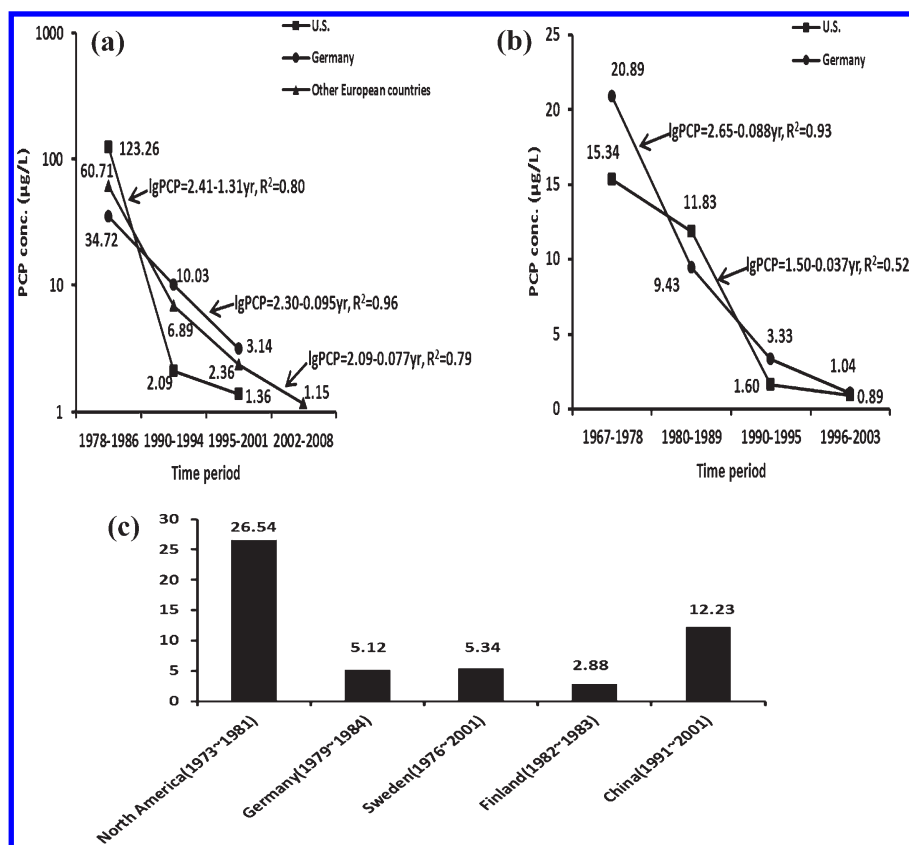 (a)
U.S.
Germany
Other European countries
1000
100
10
1
PCP conc. (µg/L)
123.26
60.71
34.72
lgPCP=2.41-1.31yr, R²=0.80
10.03
6.89
2.09
lgPCP=2.30-0.095yr, R²=0.96
3.14
2.36
1.36
lgPCP=2.09-0.077yr, R²=0.79
1.15
1978-1986 1990-1994 1995-2001 2002-2008
Time period
(b)
U.S.
Germany
25
20
15
10
5
0
PCP conc. (µg/L)
20.89
15.34
lgPCP=2.65-0.088yr, R²=0.93
11.83
9.43
lgPCP=1.50-0.037yr, R²=0.52
3.33
1.60
1.04
0.89
1967-1978 1980-1989 1990-1995 1996-2003
Time period
(c)
30
25
20
15
10
5
0
26.54
5.12
5.34
2.88
12.23
North America(1973~1981)
Germany(1979~1984)
Sweden(1976~2001)
Finland(1982~1983)
China(1991~2001)